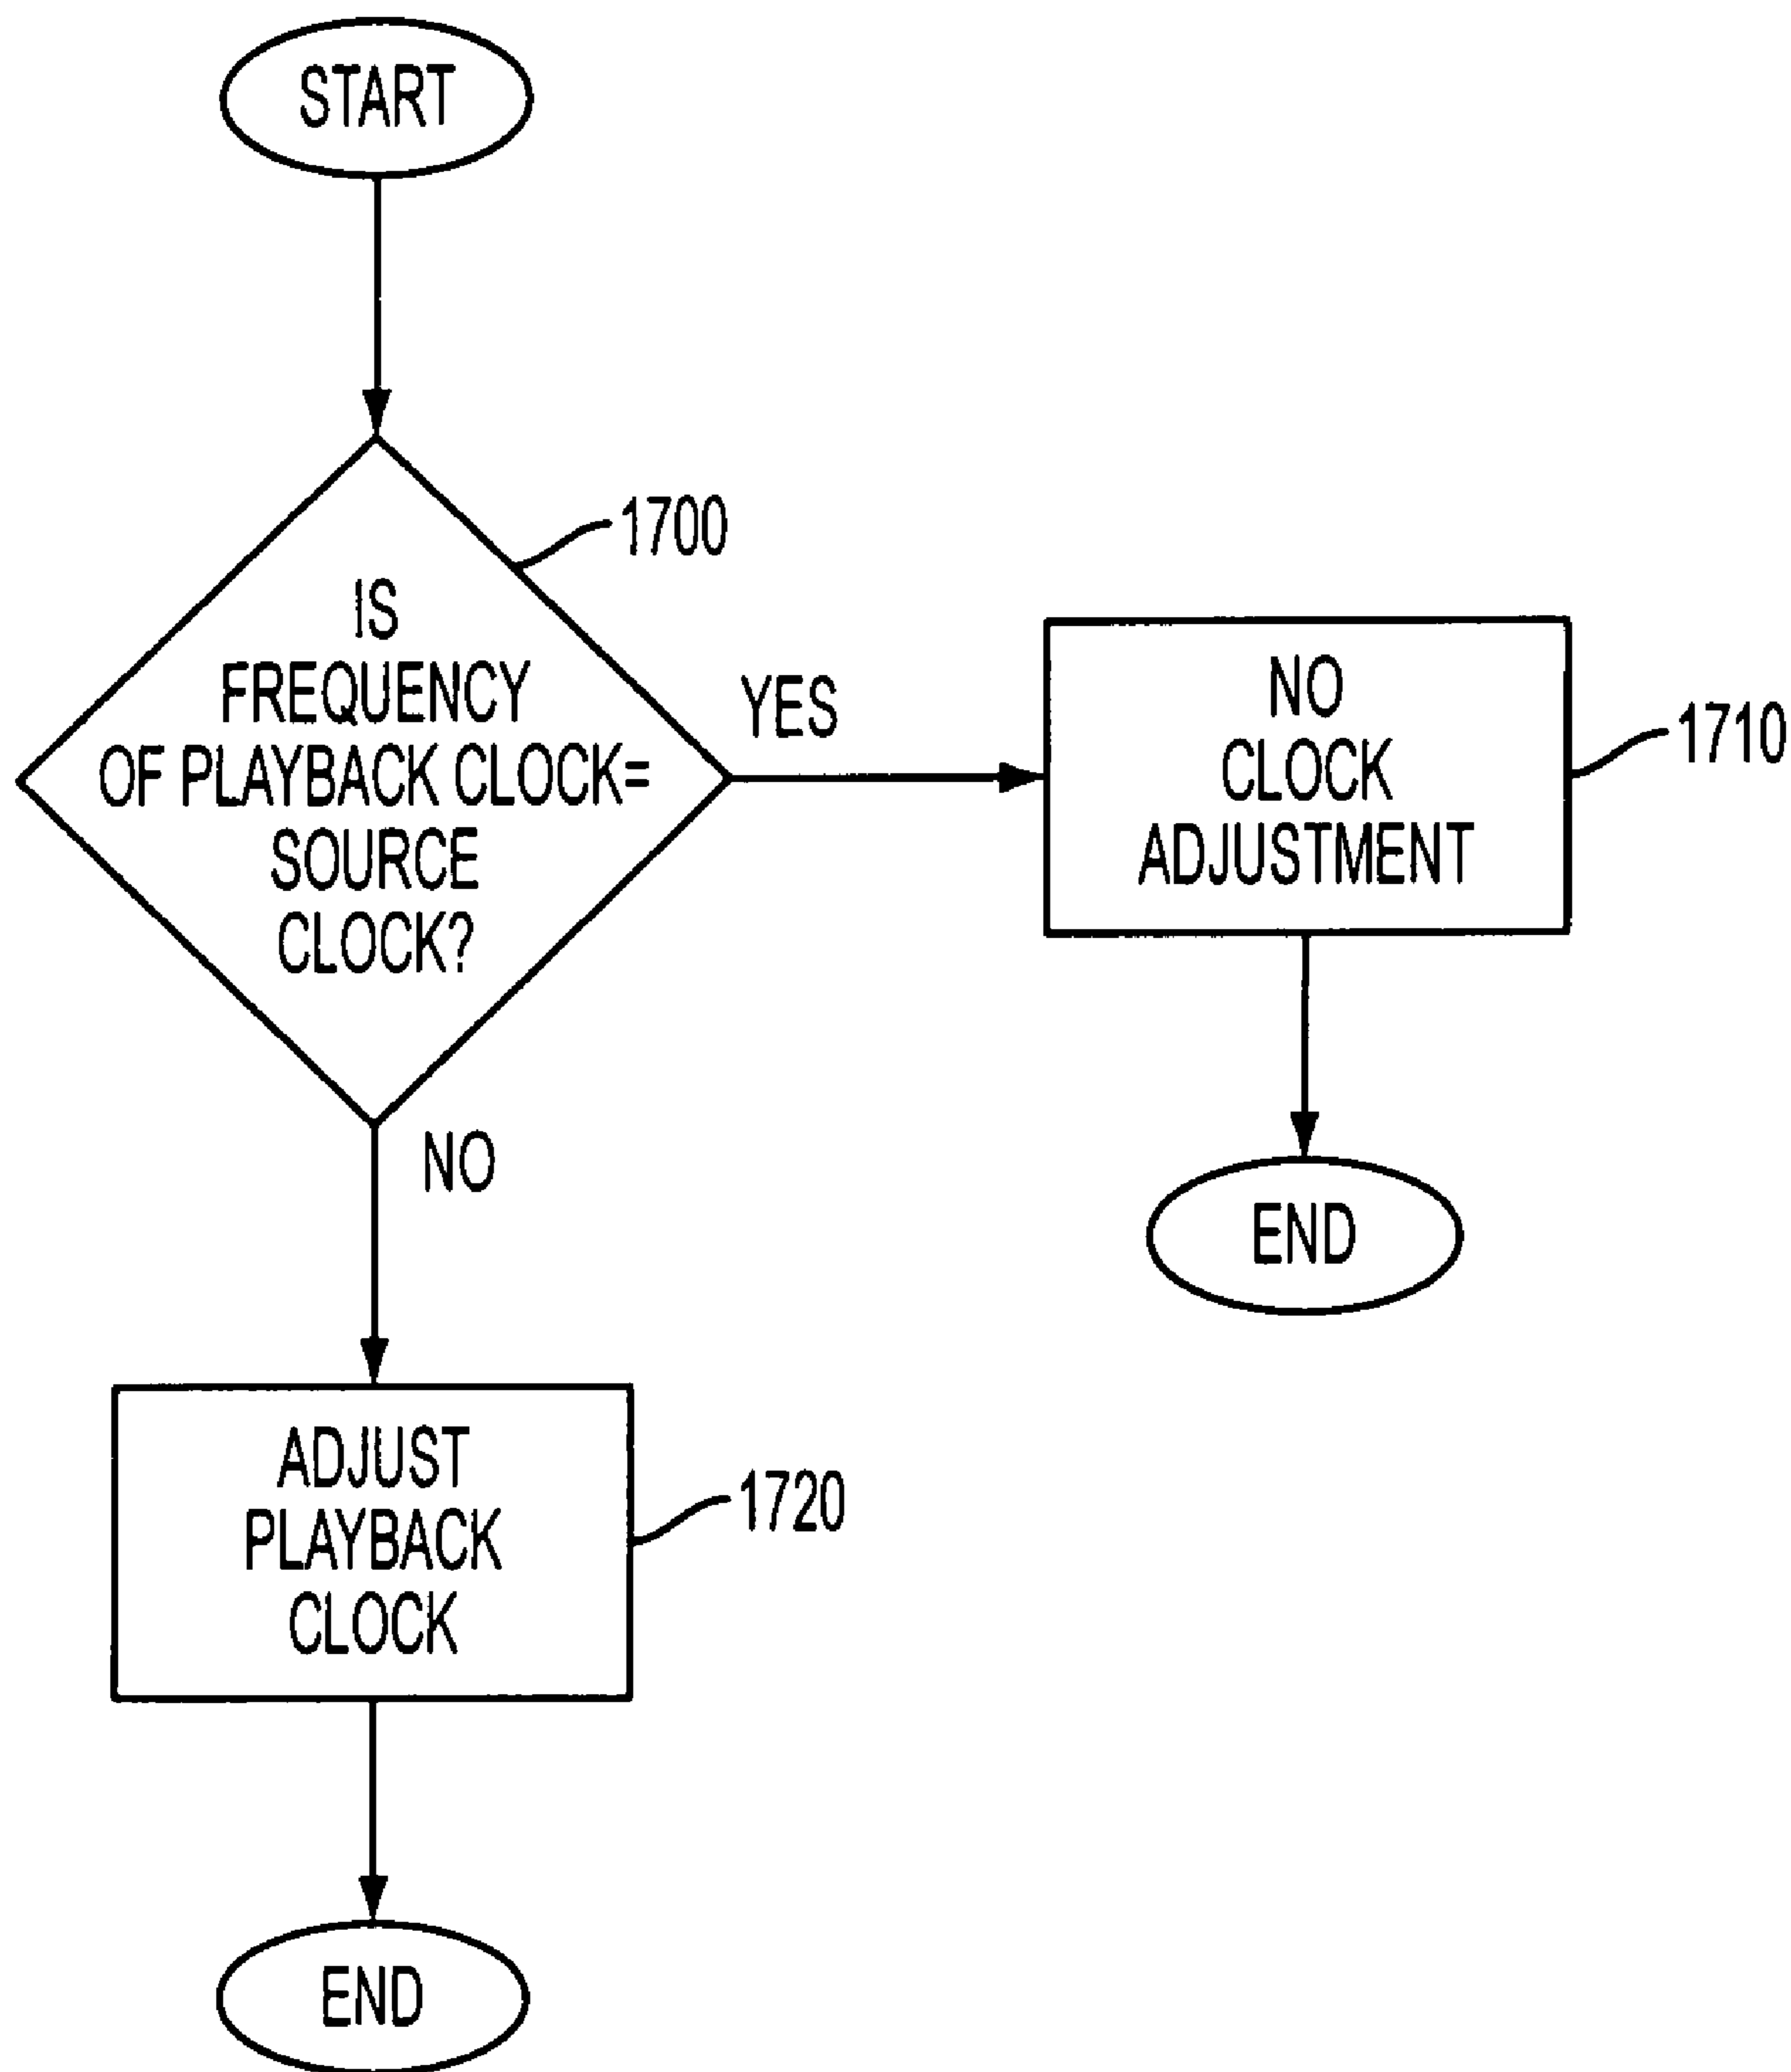 START
1700
IS
FREQUENCY
OF PLAYBACK CLOCK=
SOURCE
CLOCK?
YES
NO
CLOCK
ADJUSTMENT
1710
END
NO
ADJUST
PLAYBACK
CLOCK
1720
END